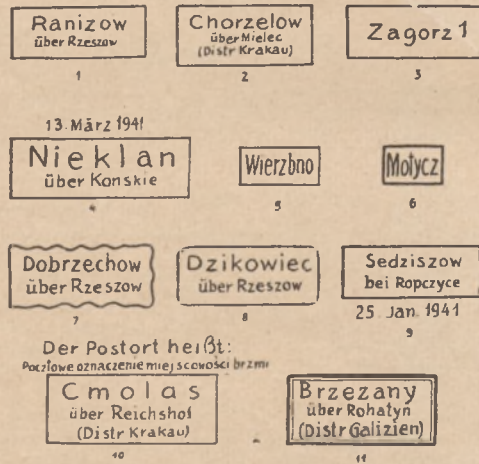 Ranizow
über Rzeszow
1
Chorzelow
über Mielec
(Distr Krakau)
2
Zagorz 1
3
13. März 1941
Nieklan
über Konskie
4
Wierzbno
5
Motycz
6
Dobrzechow
über Rzeszow
7
Dzikowiec
über Rzeszow
8
Sedziszow
bei Ropczyce
25. Jan. 1941
9
Der Postort heißt:
Pocztowe oznaczenie miejscowości brzmi
Cmolas
über Reichshof
(Distr Krakau)
10
Brzezany
über Rohatyn
(Distr Galizien)
11